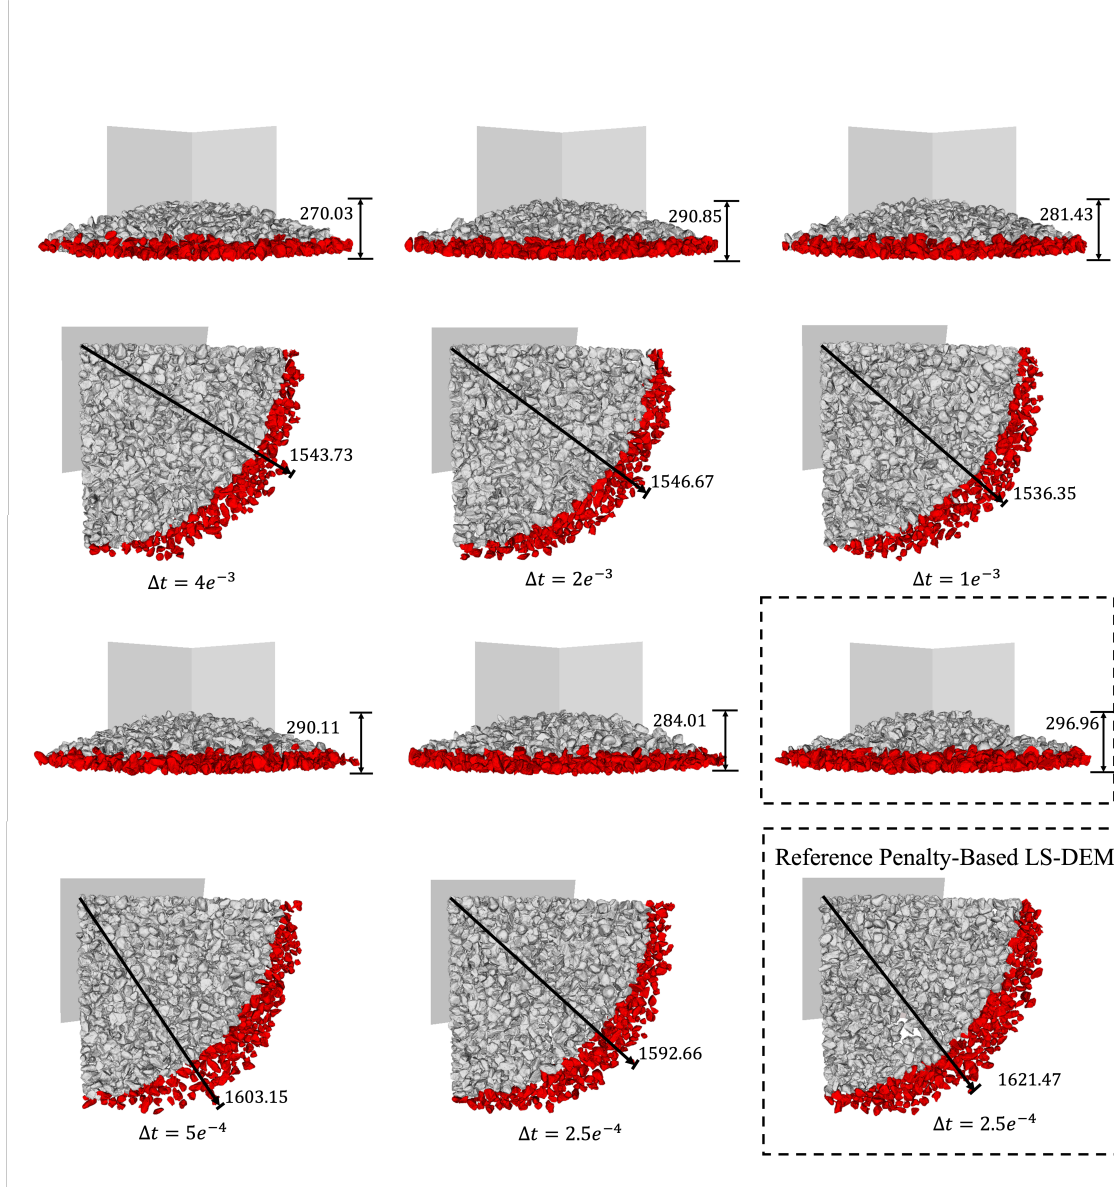 270.03
290.85
281.43
1543.73
1546.67
1536.35
Δt = 4e⁻³
Δt = 2e⁻³
Δt = 1e⁻³
290.11
284.01
296.96
Reference Penalty-Based LS-DEM
1603.15
1592.66
1621.47
Δt = 5e⁻⁴
Δt = 2.5e⁻⁴
Δt = 2.5e⁻⁴